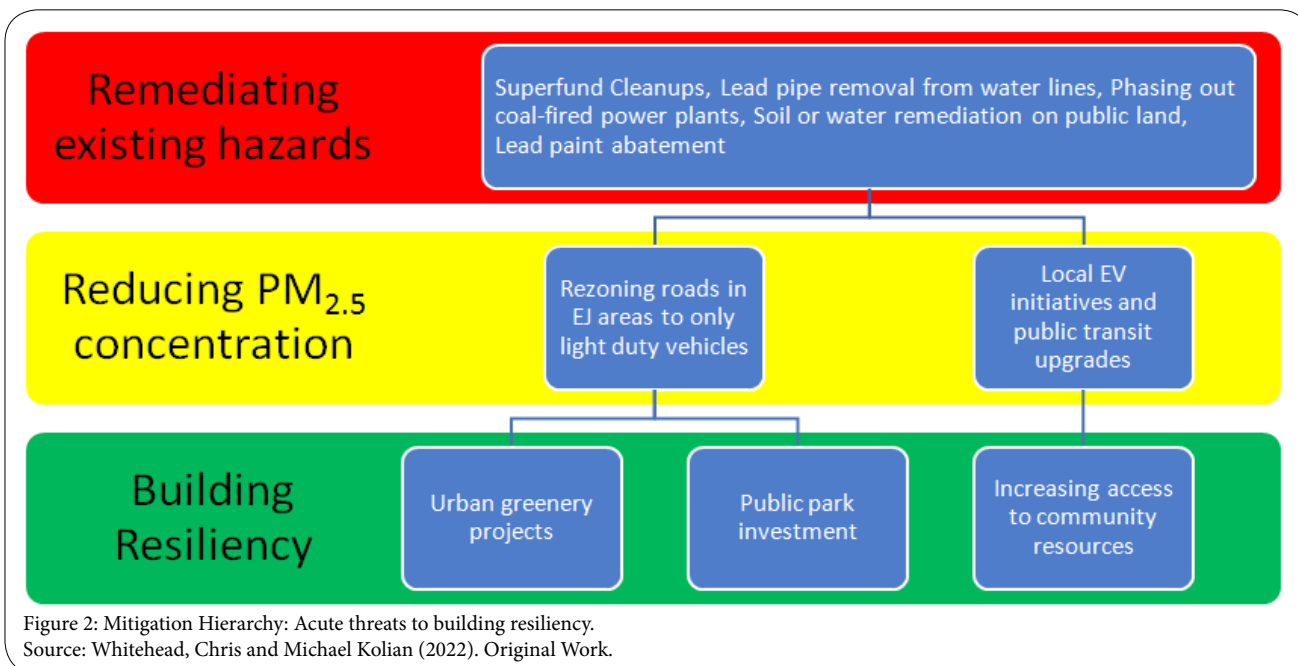 Remediating
existing hazards
Superfund Cleanups, Lead pipe removal from water lines, Phasing out
coal-fired power plants, Soil or water remediation on public land,
Lead paint abatement
Reducing PM2.5
concentration
Rezoning roads in
EJ areas to only
light duty vehicles
Local EV
initiatives and
public transit
upgrades
Building
Resiliency
Urban greenery
projects
Public park
investment
Increasing access
to community
resources
Figure 2: Mitigation Hierarchy: Acute threats to building resiliency.
Source: Whitehead, Chris and Michael Kolian (2022). Original Work.